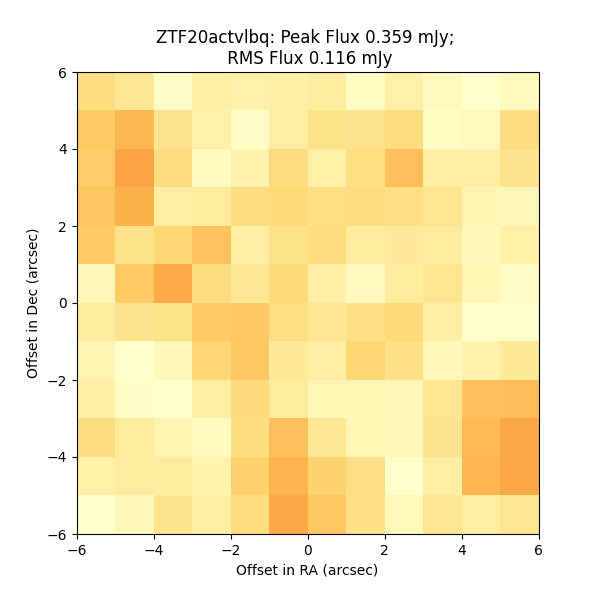 ZTF20actvlbq: Peak Flux 0.359 mJy;
RMS Flux 0.116 mJy
6
4
2
0
−2
−4
−6
Offset in Dec (arcsec)
−6 −4 −2 0 2 4 6
Offset in RA (arcsec)